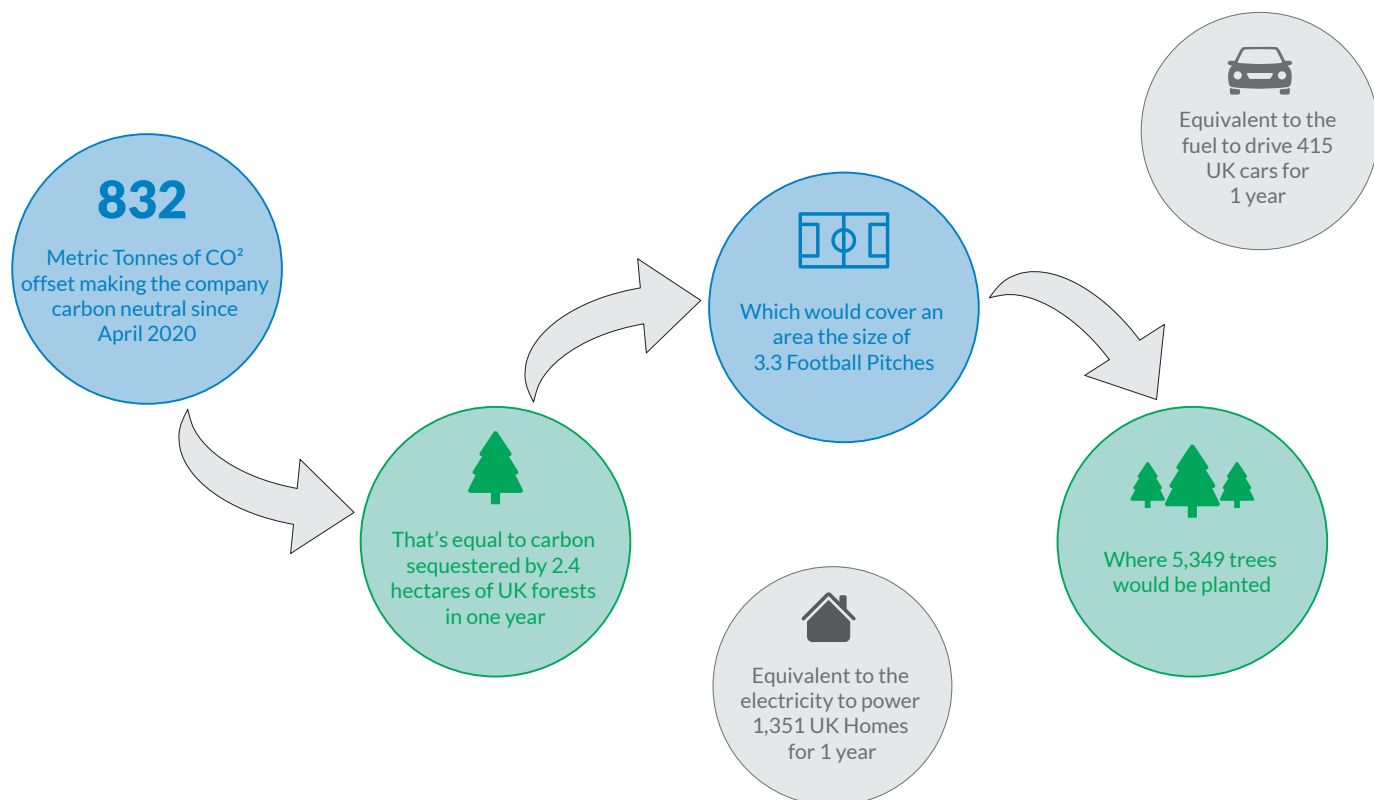 832
Metric Tonnes of CO²
offset making the company
carbon neutral since
April 2020
That’s equal to carbon
sequestered by 2.4
hectares of UK forests
in one year
Which would cover an
area the size of
3.3 Football Pitches
Where 5,349 trees
would be planted
Equivalent to the
fuel to drive 415
UK cars for
1 year
Equivalent to the
electricity to power
1,351 UK Homes
for 1 year